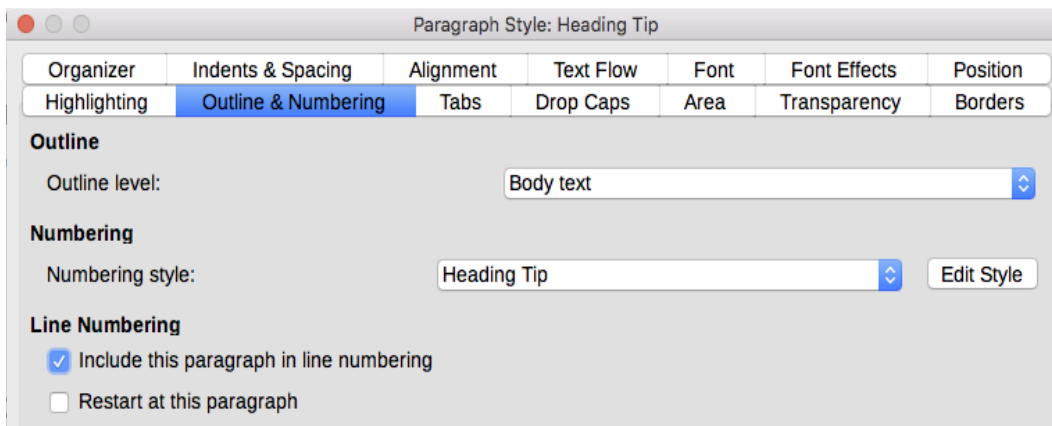 Paragraph Style: Heading Tip
Organizer Indents & Spacing Alignment Text Flow Font Font Effects Position
Highlighting Outline & Numbering Tabs Drop Caps Area Transparency Borders
Outline
Outline level: Body text
Numbering
Numbering style: Heading Tip Edit Style
Line Numbering
Include this paragraph in line numbering
Restart at this paragraph